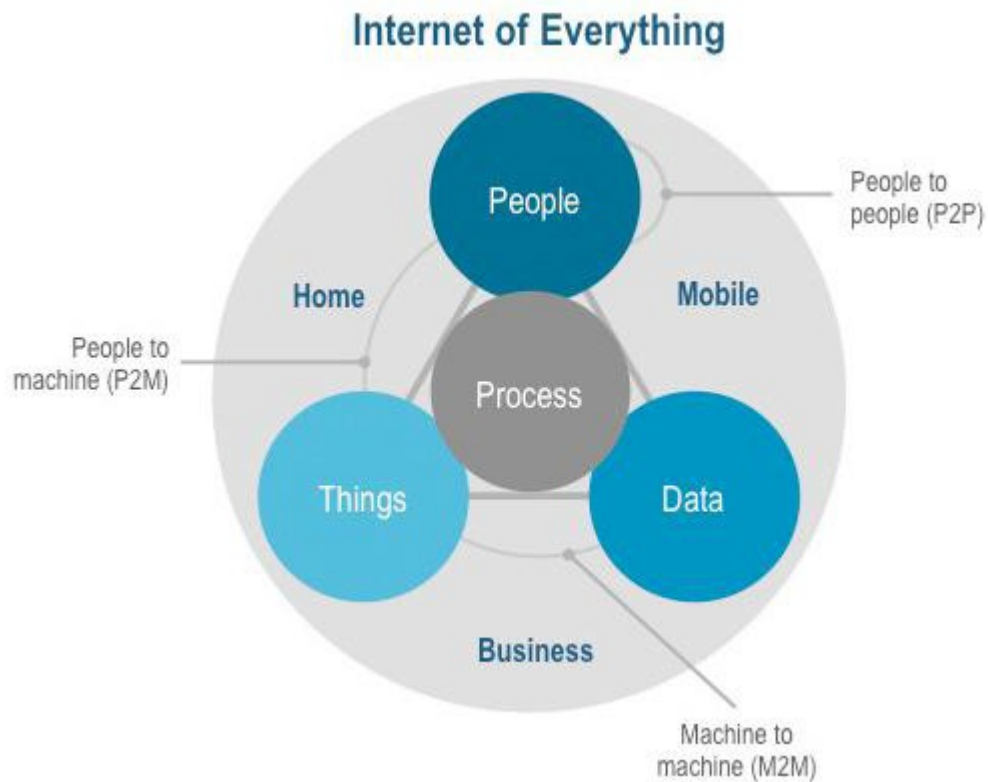 Internet of Everything
People
People to
people (P2P)
Home
Mobile
People to
machine (P2M)
Process
Things
Data
Business
Machine to
machine (M2M)